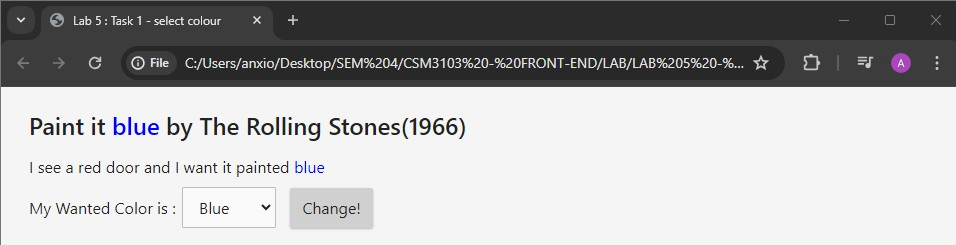 Lab 5 : Task 1 - select colour
File C:/Users/anxio/Desktop/SEM%204/CSM3103%20-%20FRONT-END/LAB/LAB%205%20-%... A
Paint it blue by The Rolling Stones(1966)
I see a red door and I want it painted blue
My Wanted Color is : Blue Change!